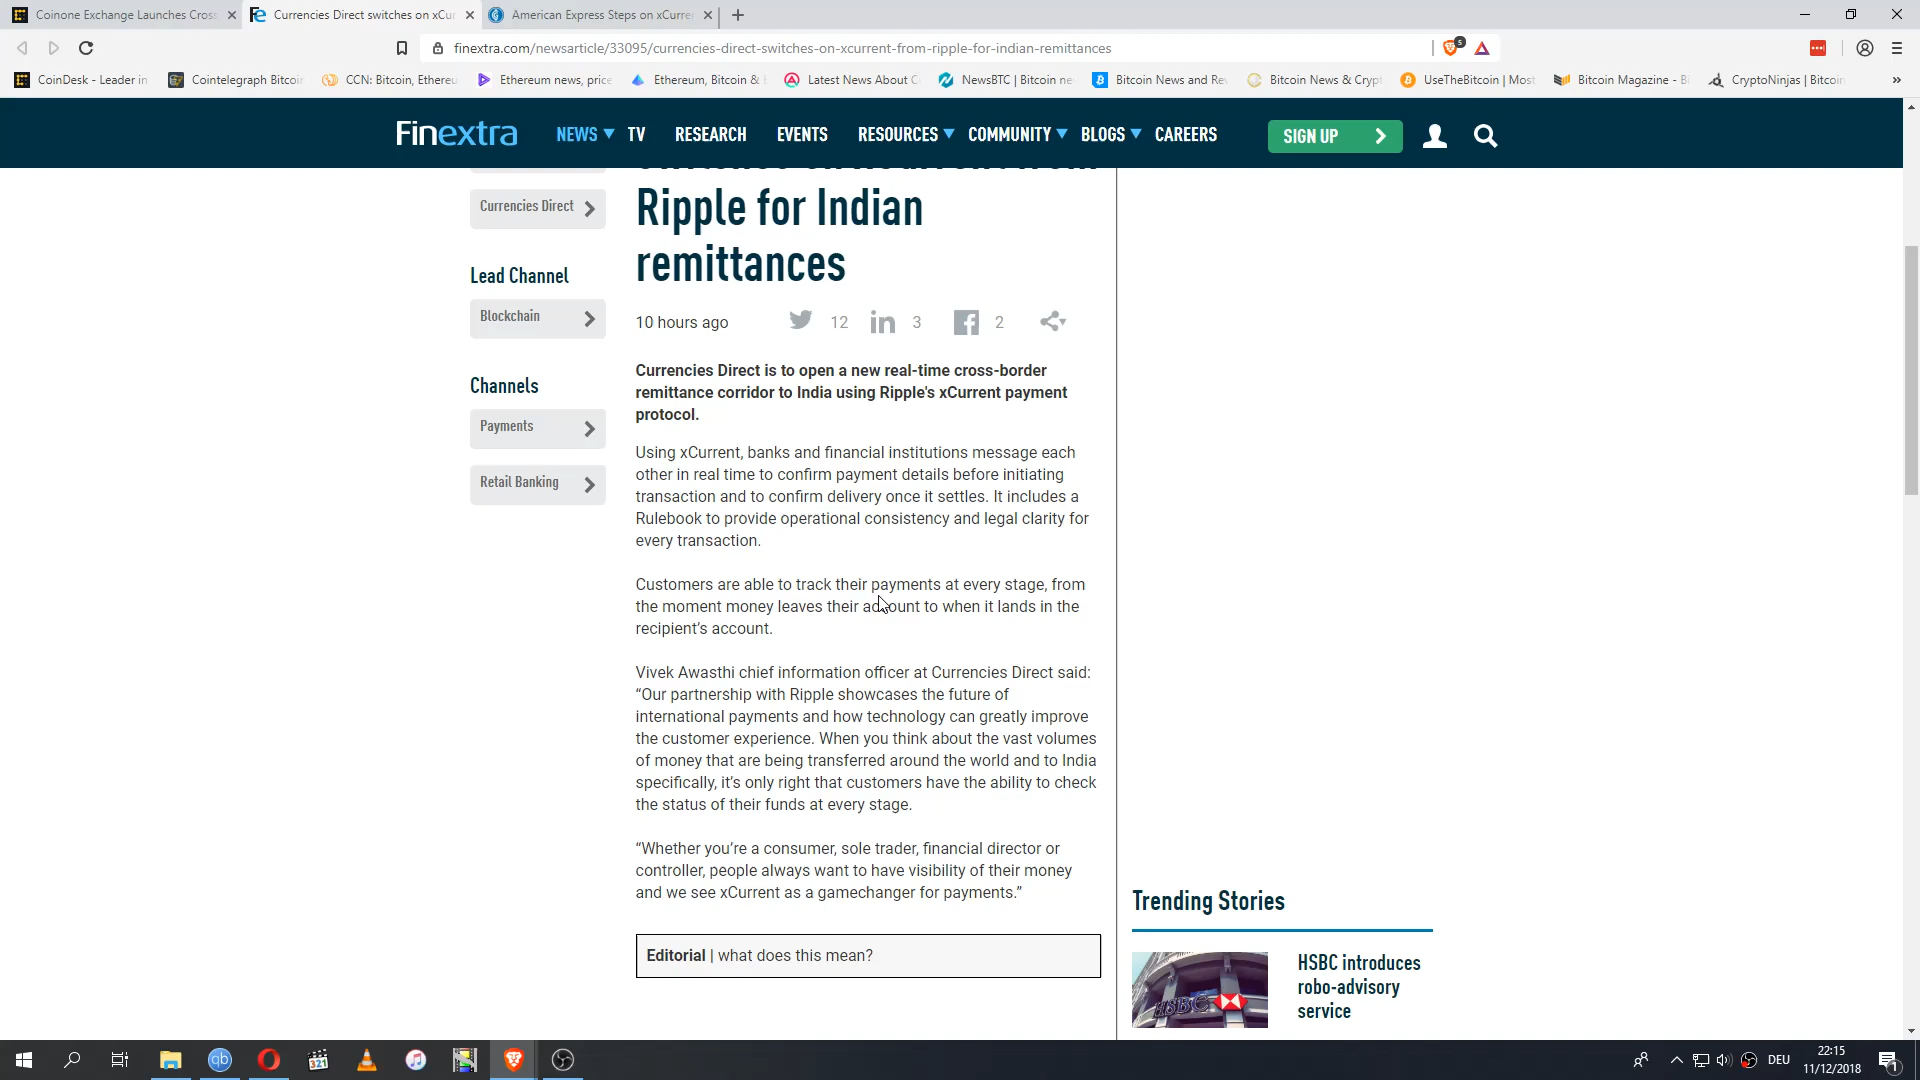 Coinone Exchange Launches Cross
Currencies Direct switches on xCur
American Express Steps on xCurre
finextra.com/newsarticle/33095/currencies-direct-switches-on-xcurrent-from-ripple-for-indian-remittances
5
CoinDesk - Leader in
Cointelegraph Bitcoi
CCN: Bitcoin, Ethereu
Ethereum news, price
Ethereum, Bitcoin &
Latest News About C
NewsBTC | Bitcoin ne
Bitcoin News and Re
Bitcoin News & Crypt
UseTheBitcoin | Most
Bitcoin Magazine - B
CryptoNinjas | Bitcoin
»
Finextra
NEWS
TV
RESEARCH
EVENTS
RESOURCES
COMMUNITY
BLOGS
CAREERS
SIGN UP
Currencies Direct
Lead Channel
Blockchain
Channels
Payments
Retail Banking
Ripple for Indian
remittances
10 hours ago
12
in
3
2
Currencies Direct is to open a new real-time cross-border
remittance corridor to India using Ripple's xCurrent payment
protocol.
Using xCurrent, banks and financial institutions message each
other in real time to confirm payment details before initiating
transaction and to confirm delivery once it settles. It includes a
Rulebook to provide operational consistency and legal clarity for
every transaction.
Customers are able to track their payments at every stage, from
the moment money leaves their account to when it lands in the
recipient’s account.
Vivek Awasthi chief information officer at Currencies Direct said:
“Our partnership with Ripple showcases the future of
international payments and how technology can greatly improve
the customer experience. When you think about the vast volumes
of money that are being transferred around the world and to India
specifically, it’s only right that customers have the ability to check
the status of their funds at every stage.
“Whether you’re a consumer, sole trader, financial director or
controller, people always want to have visibility of their money
and we see xCurrent as a gamechanger for payments.”
Editorial | what does this mean?
Trending Stories
HSBC
HSBC introduces
robo-advisory
service
qb
321
DEU
22:15
11/12/2018
1